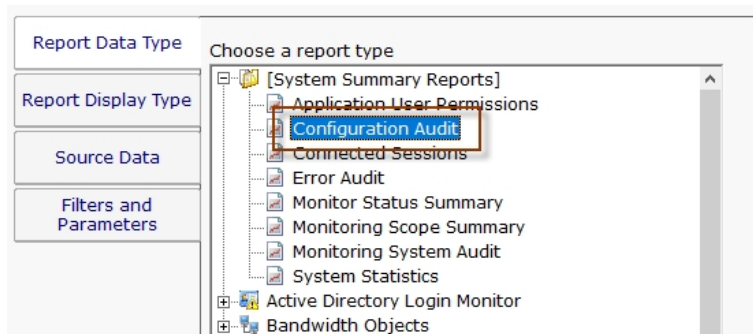 Report Data Type
Choose a report type
Report Display Type
Source Data
Filters and
Parameters
[System Summary Reports]
Application User Permissions
Configuration Audit
Connected Sessions
Error Audit
Monitor Status Summary
Monitoring Scope Summary
Monitoring System Audit
System Statistics
Active Directory Login Monitor
Bandwidth Objects